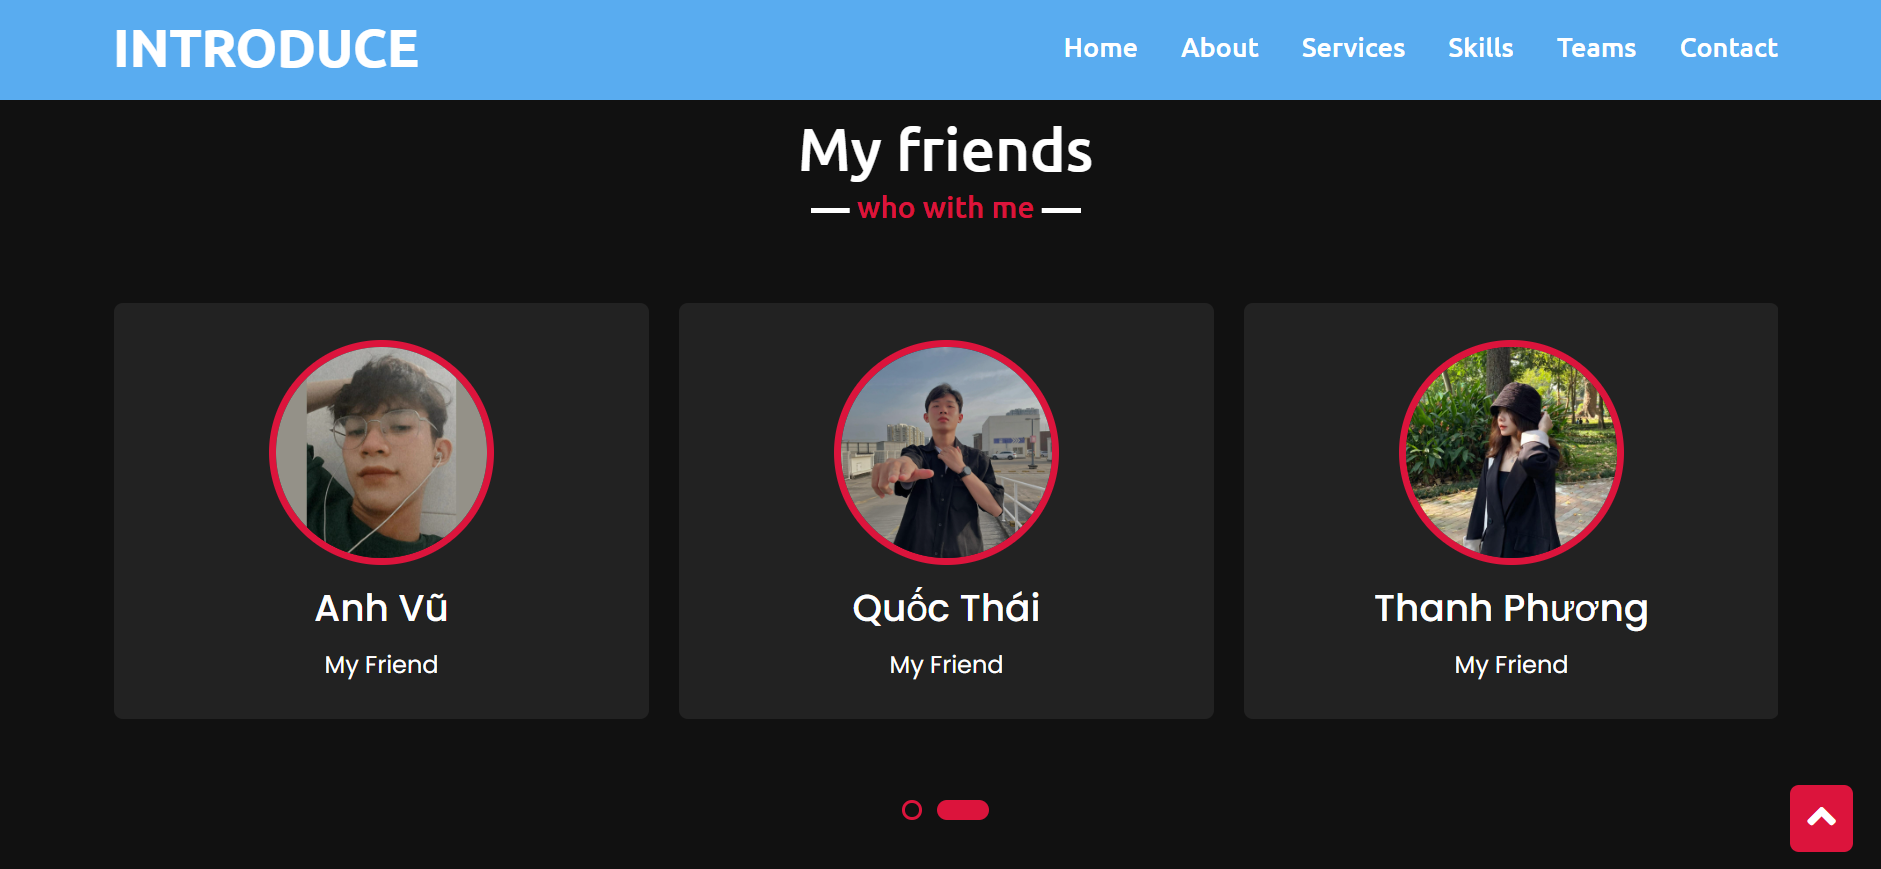 INTRODUCE
Home About Services Skills Teams Contact
My friends
who with me
Anh Vũ
My Friend
Quốc Thái
My Friend
Thanh Phương
My Friend